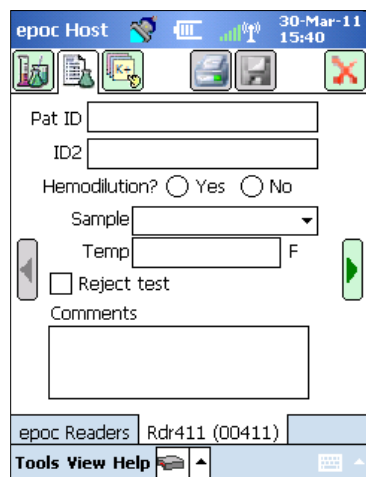 epoc Host 30-Mar-11
15:40
K+
Pat ID
ID2
Hemodilution? Yes No
Sample
Temp F
Reject test
Comments
epoc Readers Rdr411 (00411)
Tools View Help